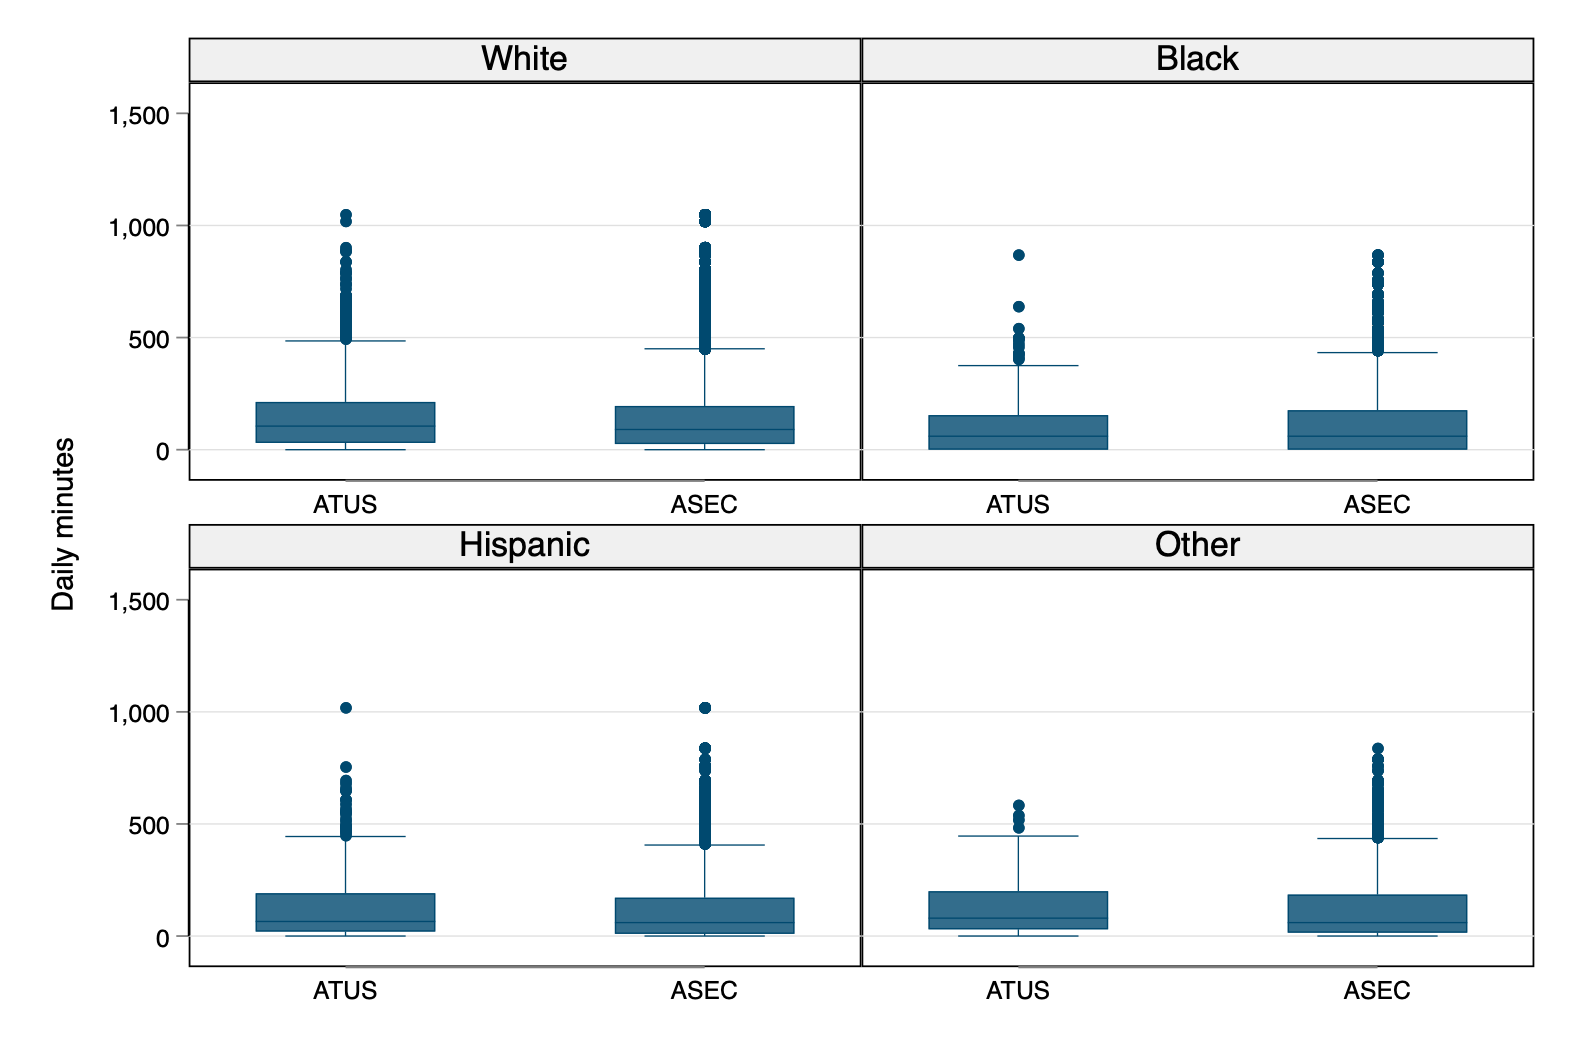 White
Black
1,500
1,000
500
0
ATUS
ASEC
ATUS
ASEC
Daily minutes
Hispanic
Other
1,500
1,000
500
0
ATUS
ASEC
ATUS
ASEC